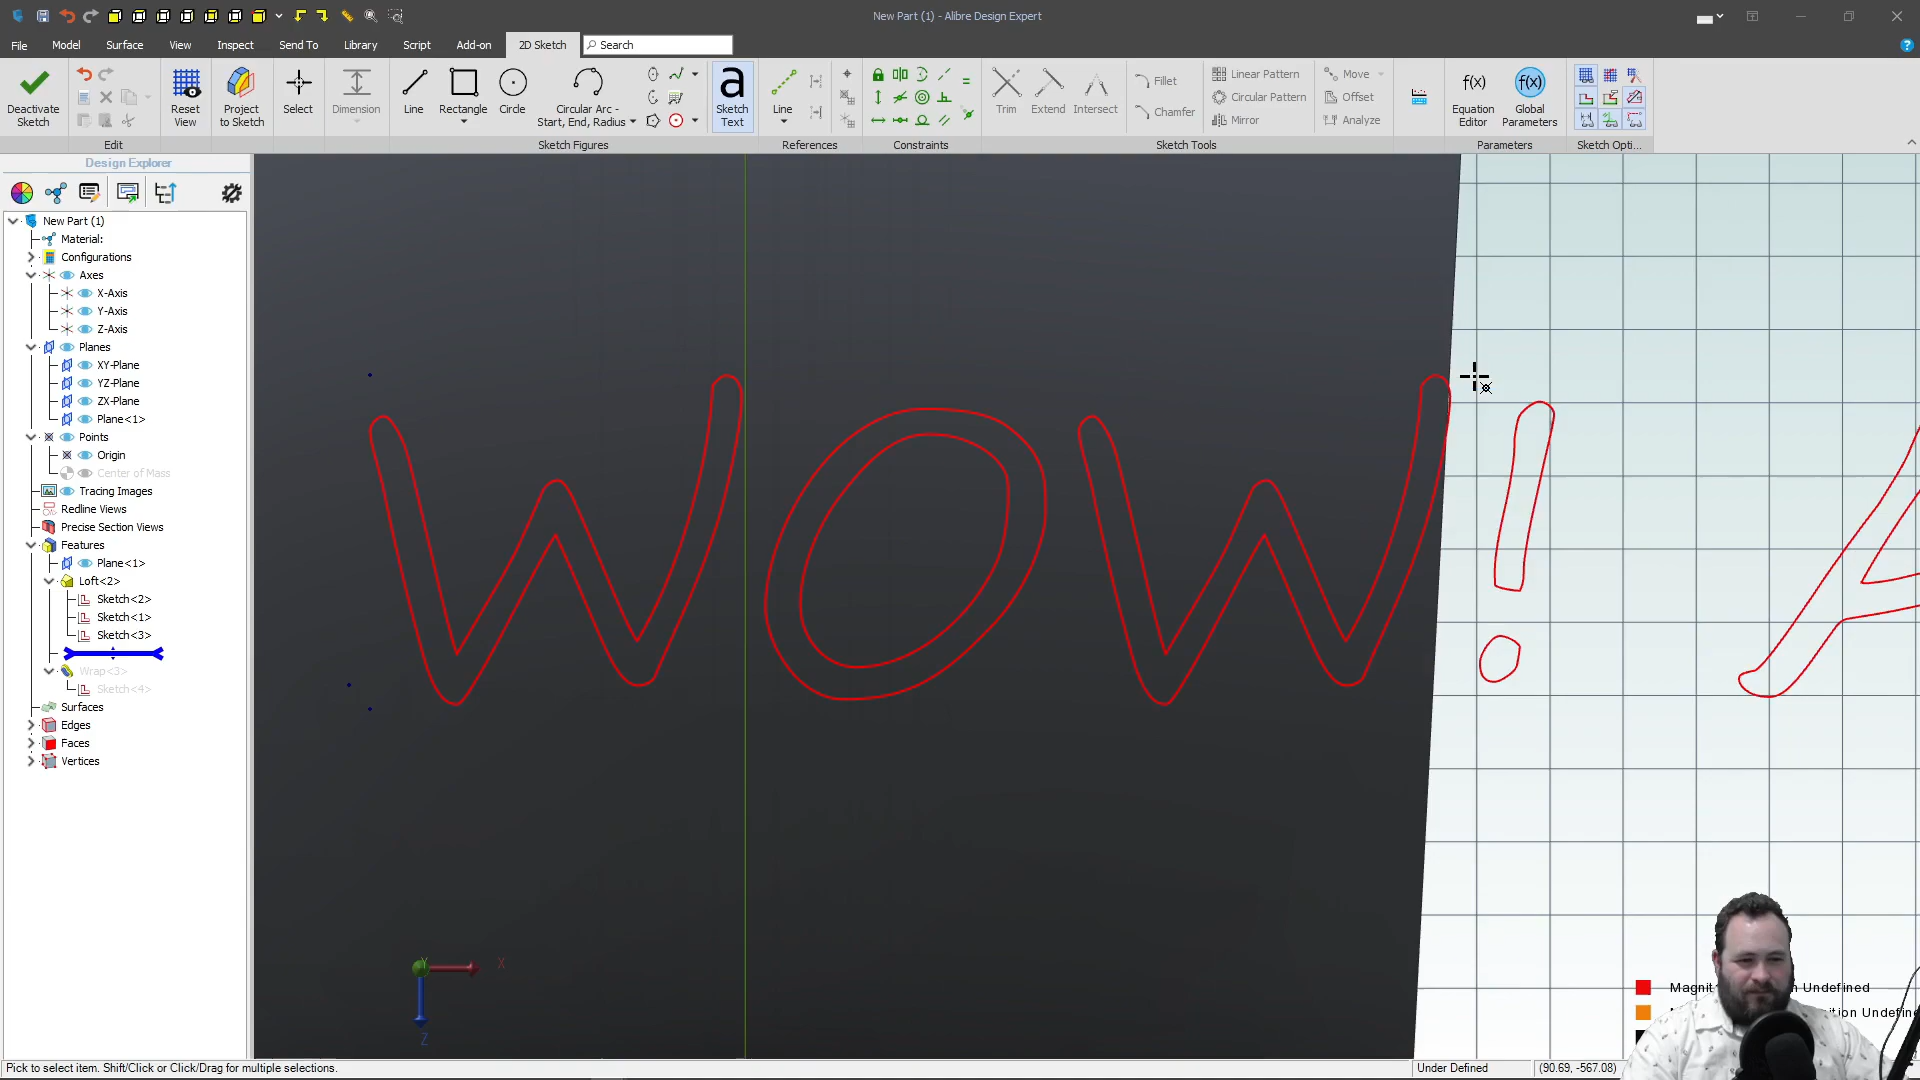 New Part (1) - Alibre Design Expert
File Model Surface View Inspect Send To Library Script Add-on 2D Sketch Search
Deactivate Sketch
Reset View
Project to Sketch
Select
Dimension
Line
Rectangle
Circle
Circular Arc - Start, End, Radius
a
Sketch Text
Line
Trim
Extend
Intersect
Fillet
Chamfer
Linear Pattern
Circular Pattern
Mirror
Move
Offset
Analyze
f(x)
Equation Editor
f(x)
Global Parameters
Edit
Sketch Figures
References
Constraints
Sketch Tools
Parameters
Sketch Opti...
Design Explorer
New Part (1)
Material:
Configurations
Axes
X-Axis
Y-Axis
Z-Axis
Planes
XY-Plane
YZ-Plane
ZX-Plane
Plane<1>
Points
Origin
Center of Mass
Tracing Images
Redline Views
Precise Section Views
Features
Plane<1>
Loft<2>
Sketch<2>
Sketch<1>
Sketch<3>
Wrap<3>
Sketch<4>
Surfaces
Edges
Faces
Vertices
WOW! A
Y X
Z
Undefined
Pick to select item. Shift/Click or Click/Drag for multiple selections.
Under Defined
(90.69, -567.08)